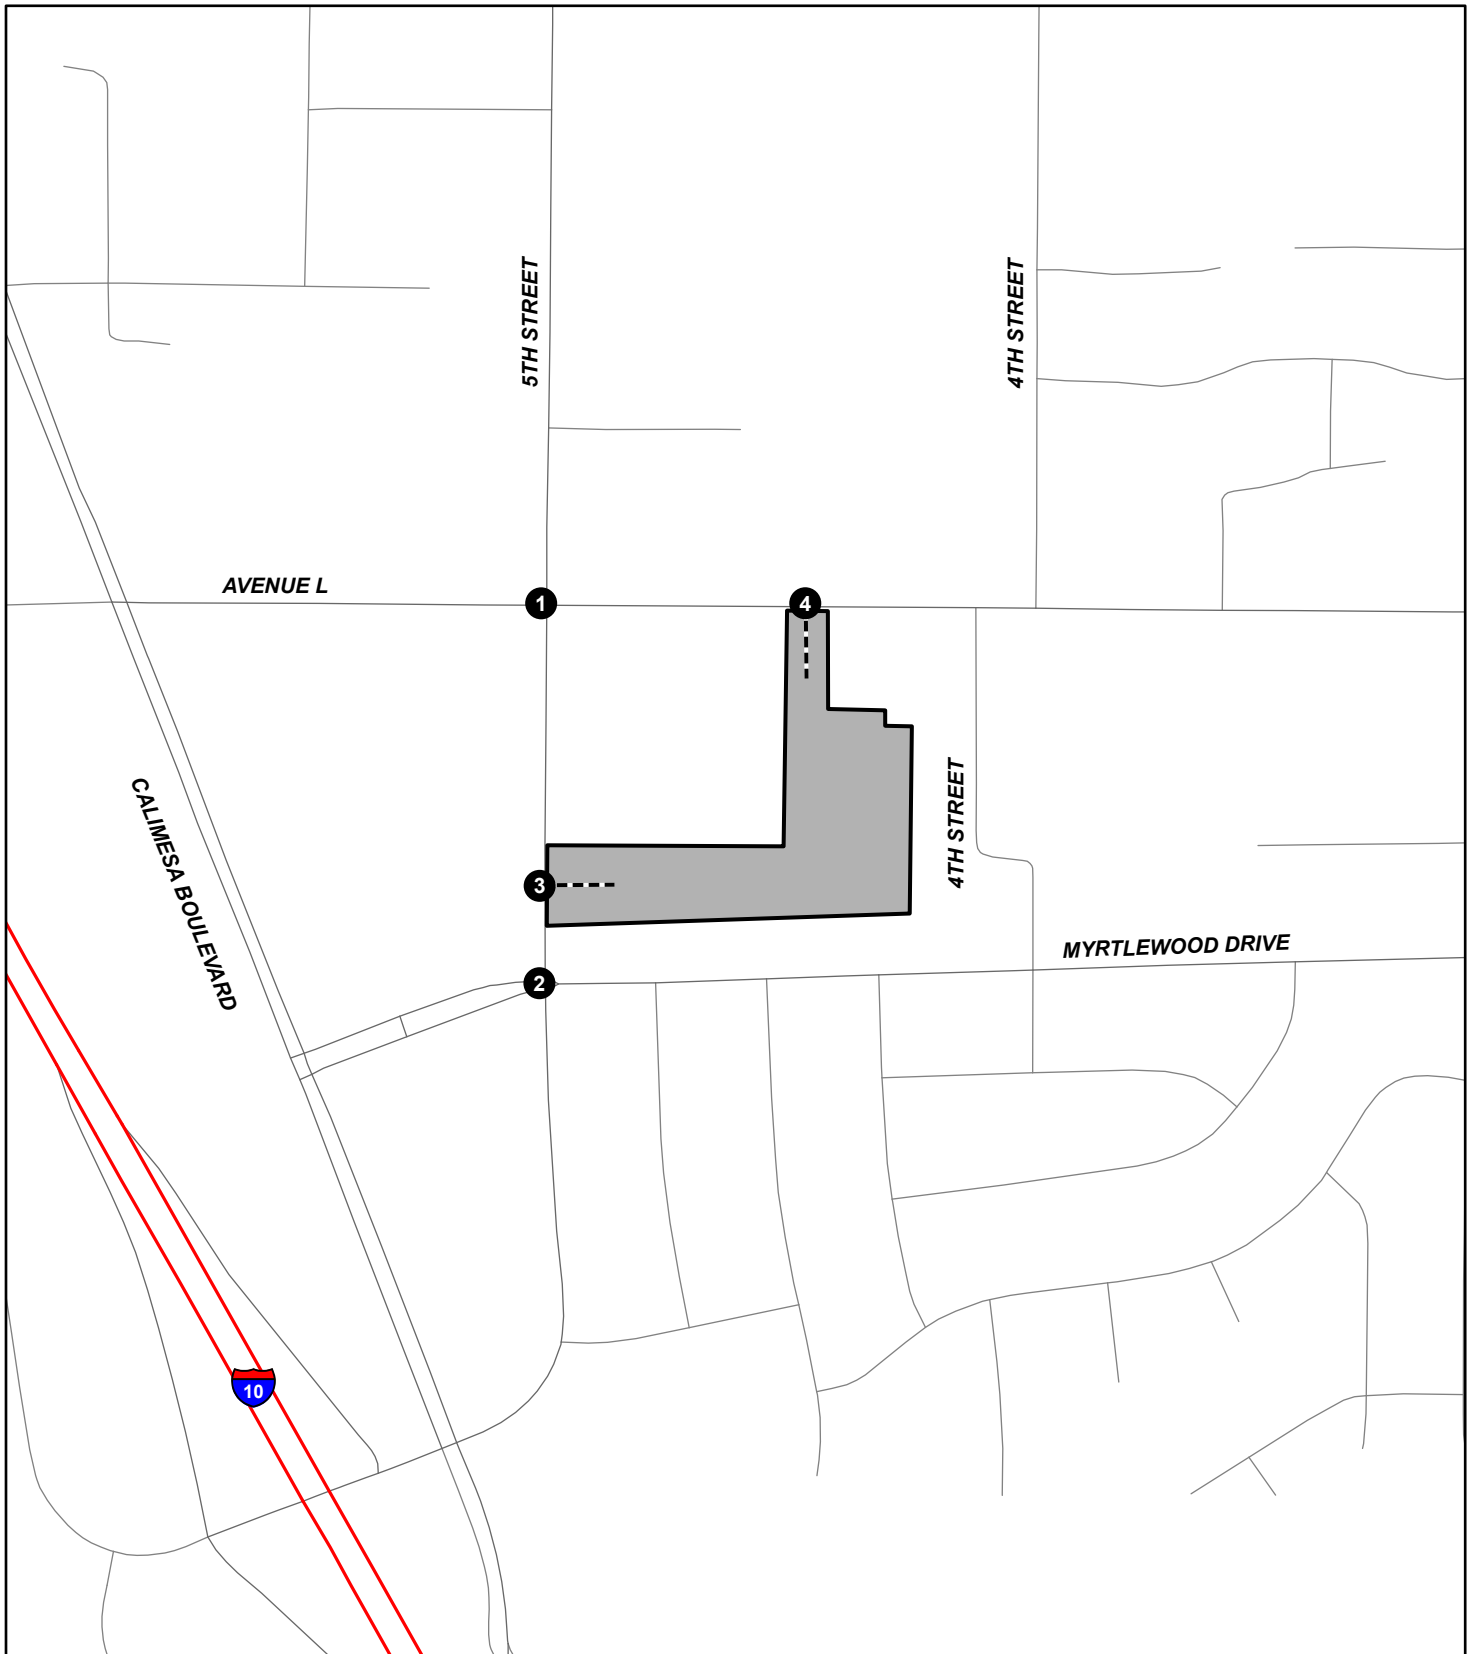 5TH STREET
4TH STREET
AVENUE L
1
4
CALIMESA BOULEVARD
4TH STREET
3
MYRTLEWOOD DRIVE
2
10